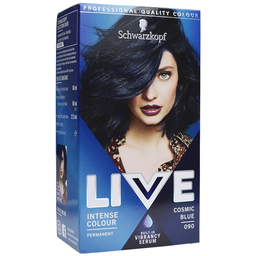 PROFESSIONAL QUALITY COLOUR
Schwarzkopf
LIVE
INTENSE
COLOUR
PERMANENT
COSMIC
BLUE
090
BUILT-IN
VIBRANCY
SERUM